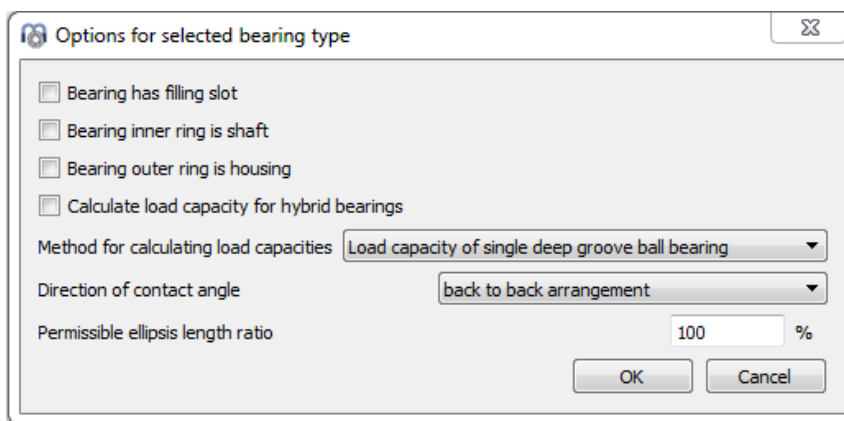 Options for selected bearing type
Bearing has filling slot
Bearing inner ring is shaft
Bearing outer ring is housing
Calculate load capacity for hybrid bearings
Method for calculating load capacities Load capacity of single deep groove ball bearing
Direction of contact angle back to back arrangement
Permissible ellipsis length ratio 100 %
OK Cancel